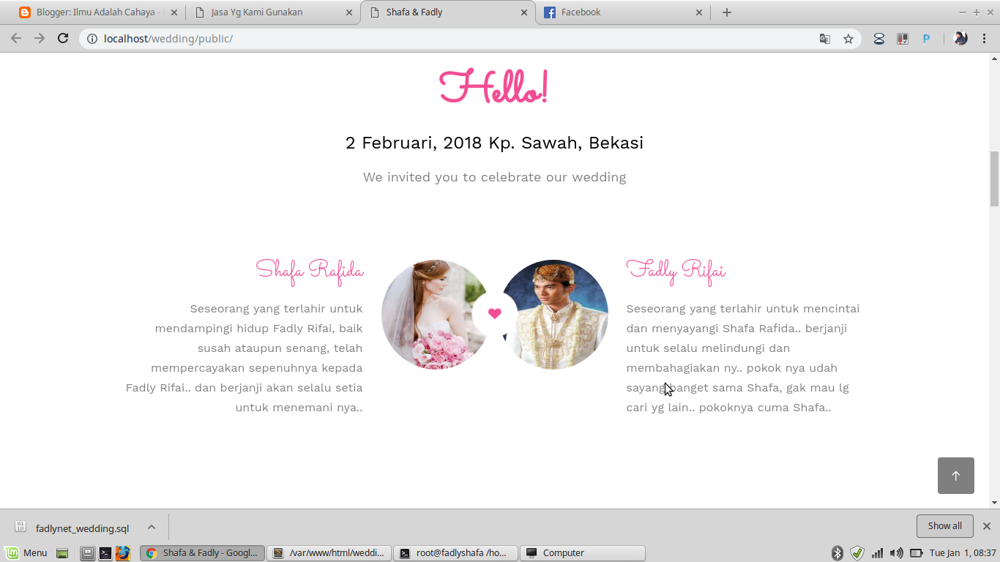 Blogger: Ilmu Adalah Cahaya -
Jasa Yg Kami Gunakan
Shafa & Fadly
Facebook
localhost/wedding/public/
P
Hello!
2 Februari, 2018 Kp. Sawah, Bekasi
We invited you to celebrate our wedding
Shafa Rafida
Seseorang yang terlahir untuk
mendampingi hidup Fadly Rifai, baik
susah ataupun senang, telah
mempercayakan sepenuhnya kepada
Fadly Rifai.. dan berjanji akan selalu setia
untuk menemani nya..
Fadly Rifai
Seseorang yang terlahir untuk mencintai
dan menyayangi Shafa Rafida.. berjanji
untuk selalu melindungi dan
membahagiakan ny.. pokok nya udah
sayang banget sama Shafa, gak mau lg
cari yg lain.. pokoknya cuma Shafa..
fadlynet_wedding.sql
Show all
Menu
Shafa & Fadly - Googl...
/var/www/html/weddi...
root@fadlyshafa /ho...
Computer
Tue Jan 1, 08:37